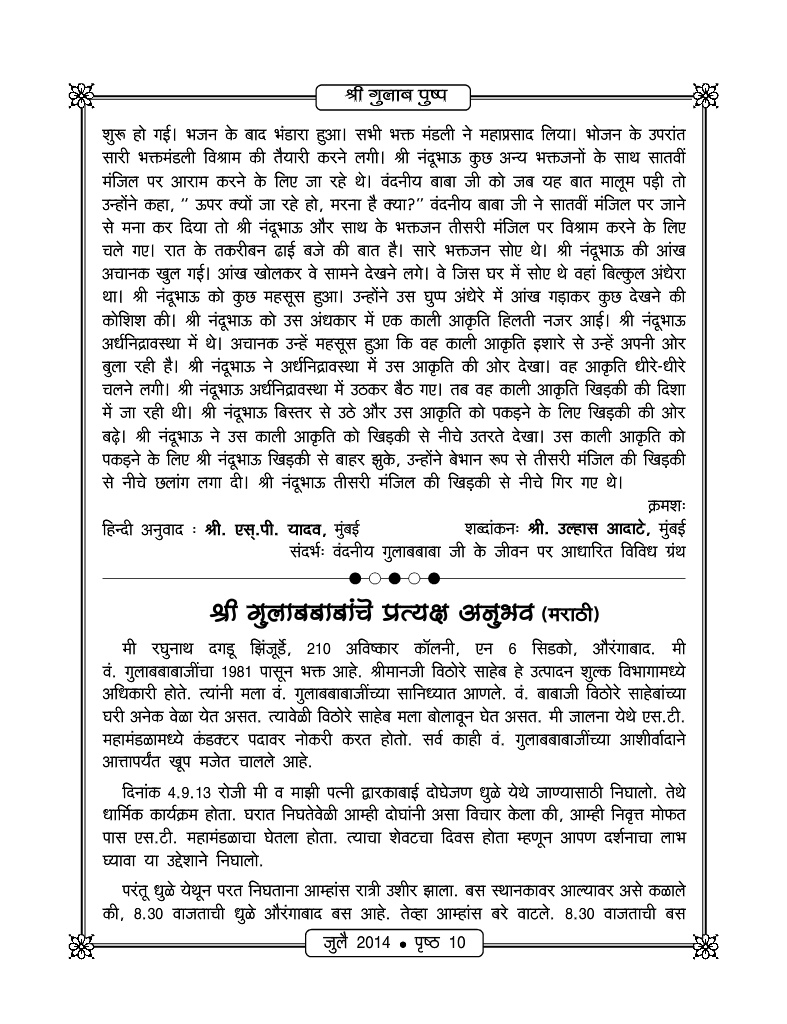 श्री गुलाब पुष्प
शुरू हो गई। भजन के बाद भंडारा हुआ। सभी भक्त मंडली ने महाप्रसाद लिया। भोजन के उपरांत
सारी भक्तमंडली विश्राम की तैयारी करने लगी। श्री नंदूभाऊ कुछ अन्य भक्तजनों के साथ सातवीं
मंजिल पर आराम करने के लिए जा रहे थे। वंदनीय बाबा जी को जब यह बात मालूम पड़ी तो
उन्होंने कहा, “ ऊपर क्यों जा रहे हो, मरना है क्या?” वंदनीय बाबा जी ने सातवीं मंजिल पर जाने
से मना कर दिया तो श्री नंदूभाऊ और साथ के भक्तजन तीसरी मंजिल पर विश्राम करने के लिए
चले गए। रात के तकरीबन ढाई बजे की बात है। सारे भक्तजन सोए थे। श्री नंदूभाऊ की आंख
अचानक खुल गई। आंख खोलकर वे सामने देखने लगे। वे जिस घर में सोए थे वहां बिल्कुल अंधेरा
था। श्री नंदूभाऊ को कुछ महसूस हुआ। उन्होंने उस घुप्प अंधेरे में आंख गड़ाकर कुछ देखने की
कोशिश की। श्री नंदूभाऊ को उस अंधकार में एक काली आकृति हिलती नजर आई। श्री नंदूभाऊ
अर्धनिद्रावस्था में थे। अचानक उन्हें महसूस हुआ कि वह काली आकृति इशारे से उन्हें अपनी ओर
बुला रही है। श्री नंदूभाऊ ने अर्धनिद्रावस्था में उस आकृति की ओर देखा। वह आकृति धीरे-धीरे
चलने लगी। श्री नंदूभाऊ अर्धनिद्रावस्था में उठकर बैठ गए। तब वह काली आकृति खिड़की की दिशा
में जा रही थी। श्री नंदूभाऊ बिस्तर से उठे और उस आकृति को पकड़ने के लिए खिड़की की ओर
बढ़े। श्री नंदूभाऊ ने उस काली आकृति को खिड़की से नीचे उतरते देखा। उस काली आकृति को
पकड़ने के लिए श्री नंदूभाऊ खिड़की से बाहर झुके, उन्होंने बेभान रूप से तीसरी मंजिल की खिड़की
से नीचे छलांग लगा दी। श्री नंदूभाऊ तीसरी मंजिल की खिड़की से नीचे गिर गए थे।
क्रमशः
हिन्दी अनुवाद : श्री. एस्.पी. यादव, मुंबई शब्दांकनः श्री. उल्हास आदाटे, मुंबई
संदर्भः वंदनीय गुलाबबाबा जी के जीवन पर आधारित विविध ग्रंथ
श्री गुलाबबाबांचे प्रत्यक्ष अनुभव (मराठी)
मी रघुनाथ दगडू झिंजूर्डे, 210 अविष्कार कॉलनी, एन 6 सिडको, औरंगाबाद. मी
वं. गुलाबबाबाजींचा 1981 पासून भक्त आहे. श्रीमानजी विठोरे साहेब हे उत्पादन शुल्क विभागामध्ये
अधिकारी होते. त्यांनी मला वं. गुलाबबाबाजींच्या सानिध्यात आणले. वं. बाबाजी विठोरे साहेबांच्या
घरी अनेक वेळा येत असत. त्यावेळी विठोरे साहेब मला बोलावून घेत असत. मी जालना येथे एस.टी.
महामंडळामध्ये कंडक्टर पदावर नोकरी करत होतो. सर्व काही वं. गुलाबबाबाजींच्या आशीर्वादाने
आत्तापर्यंत खूप मजेत चालले आहे.
दिनांक 4.9.13 रोजी मी व माझी पत्नी द्वारकाबाई दोघेजण धुळे येथे जाण्यासाठी निघालो. तेथे
धार्मिक कार्यक्रम होता. घरात निघतेवेळी आम्ही दोघांनी असा विचार केला की, आम्ही निवृत्त मोफत
पास एस.टी. महामंडळाचा घेतला होता. त्याचा शेवटचा दिवस होता म्हणून आपण दर्शनाचा लाभ
घ्यावा या उद्देशाने निघालो.
परंतू धुळे येथून परत निघताना आम्हांस रात्री उशीर झाला. बस स्थानकावर आल्यावर असे कळाले
की, 8.30 वाजताची धुळे औरंगाबाद बस आहे. तेव्हा आम्हांस बरे वाटले. 8.30 वाजताची बस
जुलै 2014 ● पृष्ठ 10